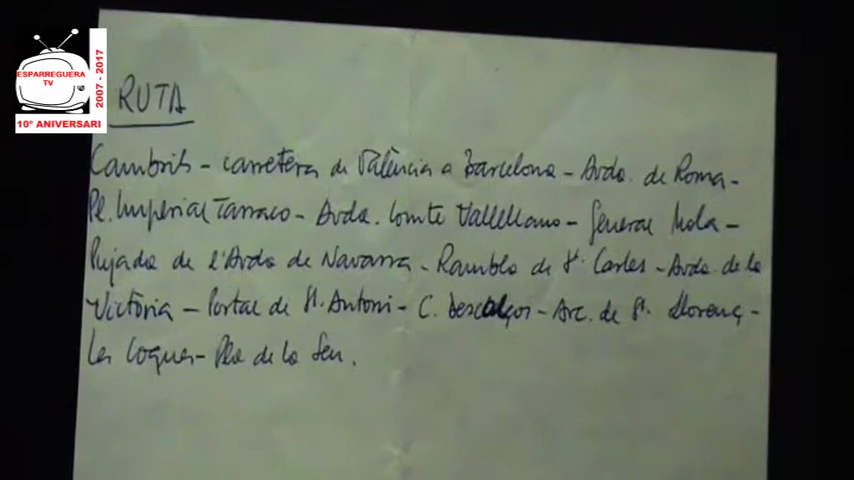 ESPARREGUERA
TV
2007 - 2017
10º ANIVERSARI
RUTA
Cambrils - carretera de València a Barcelona - Avda. de Roma -
Pl. Imperial Tarraco - Avda. Comte Vallellano - General Mola -
Pujada de l'Avda de Navarra - Rambla de St. Carles - Avda. de la
Victòria - Portal de St. Antoni - C. Descalços - Arc. de St. Llorenç -
Les Coques - Pla de la Seu.